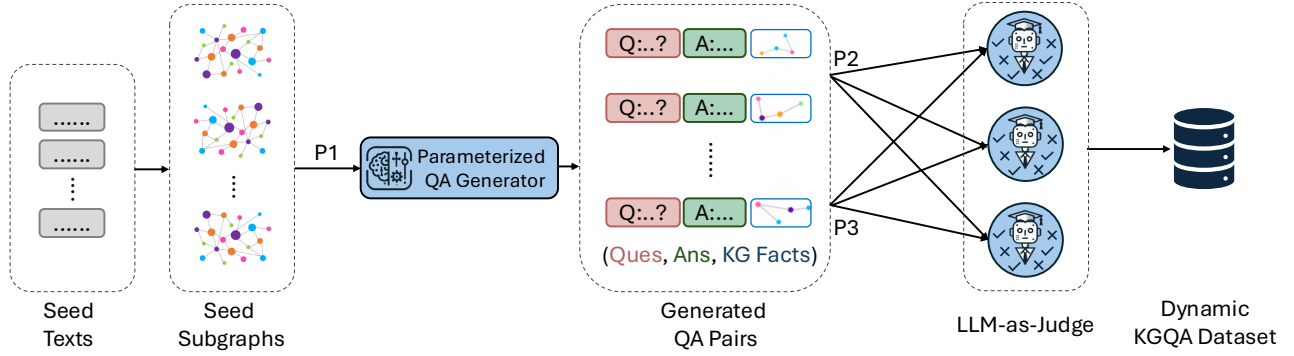 ......
......
......
Seed
Texts
Seed
Subgraphs
P1
Parameterized
QA Generator
Q:..? A:...
Q:..? A:...
Q:..? A:...
(Ques, Ans, KG Facts)
Generated
QA Pairs
P2
P3
LLM-as-Judge
Dynamic
KGQA Dataset